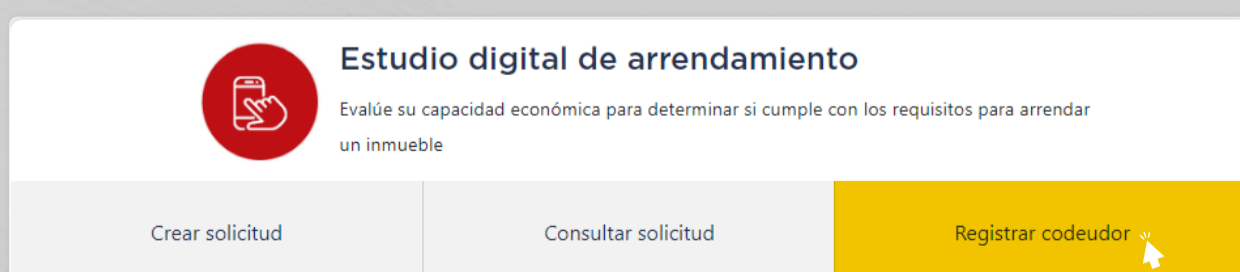 Estudio digital de arrendamiento
Evalúe su capacidad económica para determinar si cumple con los requisitos para arrendar
un inmueble
Crear solicitud
Consultar solicitud
Registrar codeudor